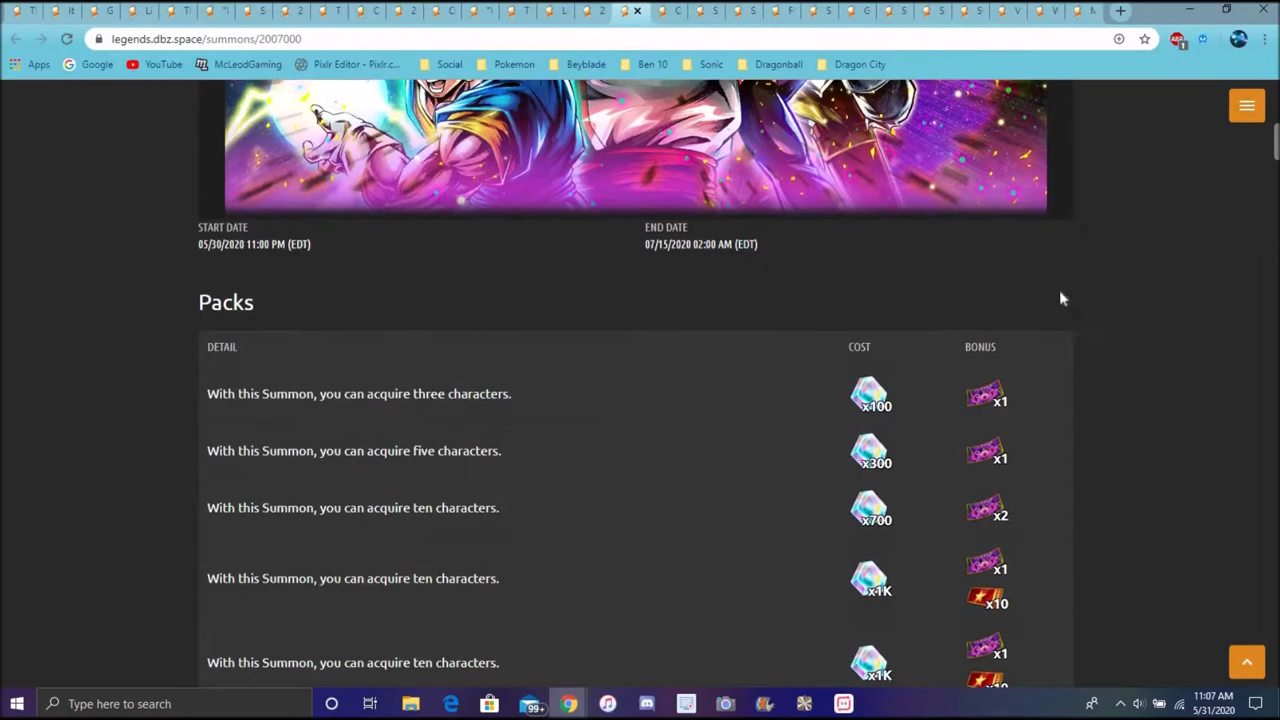 legends.dbz.space/summons/2007000
Apps Google YouTube McLeodGaming Pixlr Editor - Pixlr.c... Social Pokemon Beyblade Ben 10 Sonic Dragonball Dragon City
START DATE END DATE
05/30/2020 11:00 PM (EDT) 07/15/2020 02:00 AM (EDT)
Packs
DETAIL COST BONUS
With this Summon, you can acquire three characters. x100 x1
With this Summon, you can acquire five characters. x300 x1
With this Summon, you can acquire ten characters. x700 x2
x1
With this Summon, you can acquire ten characters. x1K
x10
x1
With this Summon, you can acquire ten characters. x1K
x10
Type here to search 99+ 11:07 AM
5/31/2020